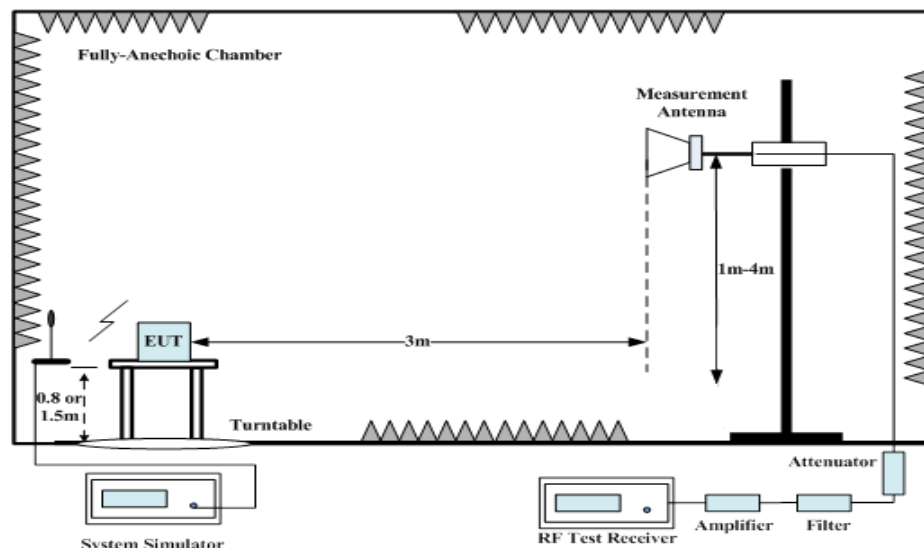 Fully-Anechoic Chamber
Measurement
Antenna
1m-4m
EUT
3m
0.8 or
1.5m
Turntable
Attenuator
System Simulator
RF Test Receiver
Amplifier
Filter